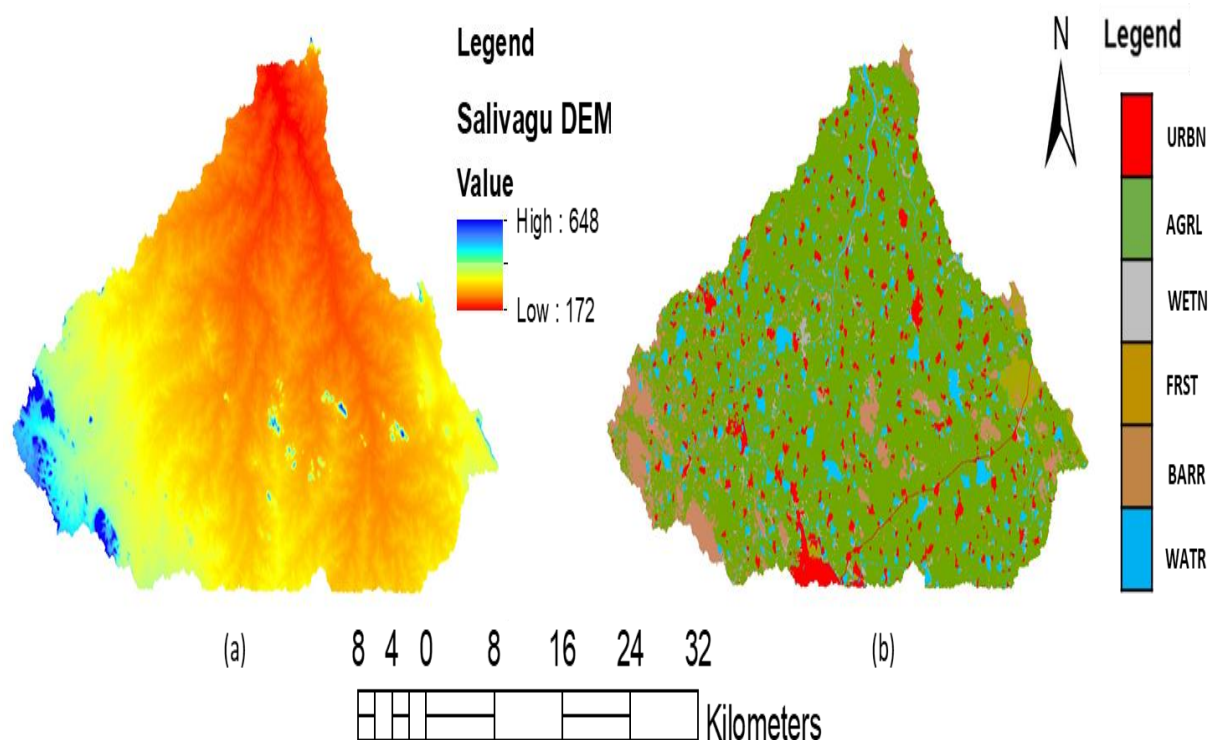 Legend
Salivagu DEM
Value
High : 648
Low : 172
N
Legend
URBN
AGRL
WETN
FRST
BARR
WATR
(a)
(b)
8 4 0 8 16 24 32
Kilometers